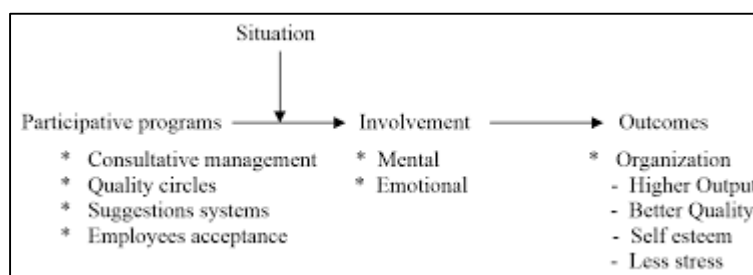 Situation
Participative programs Involvement Outcomes
* Consultative management * Mental * Organization
* Quality circles * Emotional - Higher Output
* Suggestions systems - Better Quality
* Employees acceptance - Self esteem
- Less stress